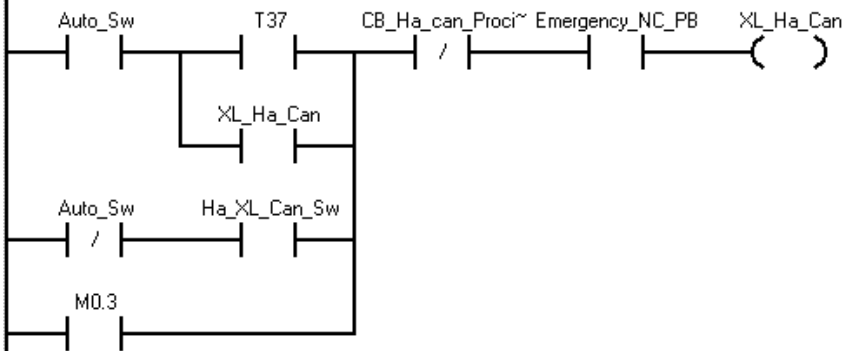 Auto_Sw T37 CB_Ha_can_Proci~ Emergency_NC_PB XL_Ha_Can
/
XL_Ha_Can
Auto_Sw Ha_XL_Can_Sw
/
M0.3